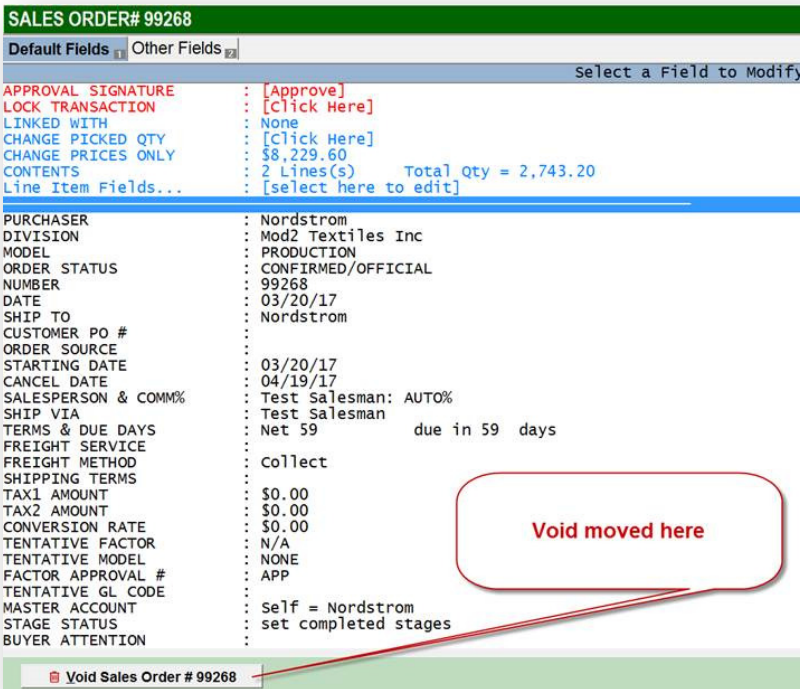 SALES ORDER# 99268
Default Fields 1 Other Fields 2
Select a Field to Modify
APPROVAL SIGNATURE : [Approve]
LOCK TRANSACTION : [Click Here]
LINKED WITH : None
CHANGE PICKED QTY : [Click Here]
CHANGE PRICES ONLY : $8,229.60
CONTENTS : 2 Lines(s) Total Qty = 2,743.20
Line Item Fields... : [select here to edit]
PURCHASER : Nordstrom
DIVISION : Mod2 Textiles Inc
MODEL : PRODUCTION
ORDER STATUS : CONFIRMED/OFFICIAL
NUMBER : 99268
DATE : 03/20/17
SHIP TO : Nordstrom
CUSTOMER PO # :
ORDER SOURCE :
STARTING DATE : 03/20/17
CANCEL DATE : 04/19/17
SALESPERSON & COMM% : Test Salesman: AUTO%
SHIP VIA : Test Salesman
TERMS & DUE DAYS : Net 59 due in 59 days
FREIGHT SERVICE :
FREIGHT METHOD : Collect
SHIPPING TERMS :
TAX1 AMOUNT : $0.00
TAX2 AMOUNT : $0.00
CONVERSION RATE : $0.00
TENTATIVE FACTOR : N/A
TENTATIVE MODEL : NONE
FACTOR APPROVAL # : APP
TENTATIVE GL CODE :
MASTER ACCOUNT : Self = Nordstrom
STAGE STATUS : set completed stages
BUYER ATTENTION :
Void moved here
Void Sales Order # 99268